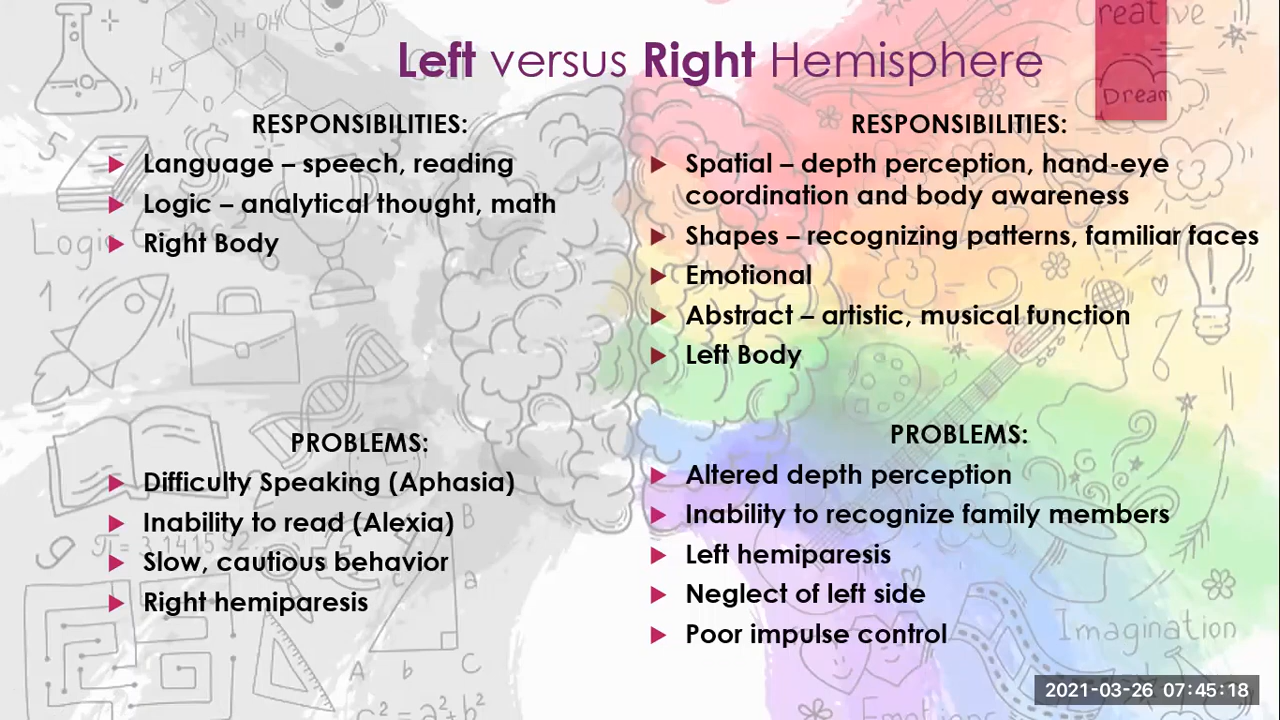 Left versus Right Hemisphere
RESPONSIBILITIES:
Language – speech, reading
Logic – analytical thought, math
Right Body
PROBLEMS:
Difficulty Speaking (Aphasia)
Inability to read (Alexia)
Slow, cautious behavior
Right hemiparesis
RESPONSIBILITIES:
Spatial – depth perception, hand-eye
coordination and body awareness
Shapes – recognizing patterns, familiar faces
Emotional
Abstract – artistic, musical function
Left Body
PROBLEMS:
Altered depth perception
Inability to recognize family members
Left hemiparesis
Neglect of left side
Poor impulse control
Creative
Dream
Logic
Imagination
Emotions
2021-03-26 07:45:18